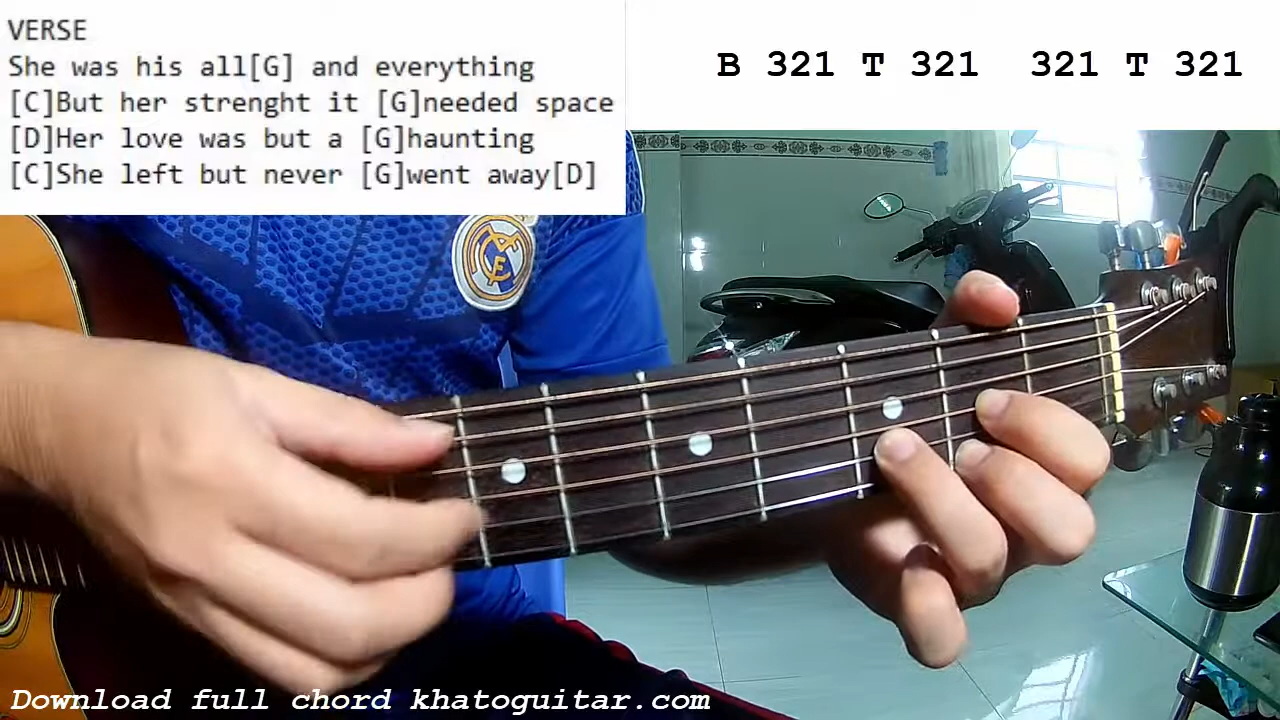 VERSE
She was his all[G] and everything
[C]But her strenght it [G]needed space
[D]Her love was but a [G]haunting
[C]She left but never [G]went away[D]
B 321 T 321  321 T 321
Download full chord khatoguitar.com